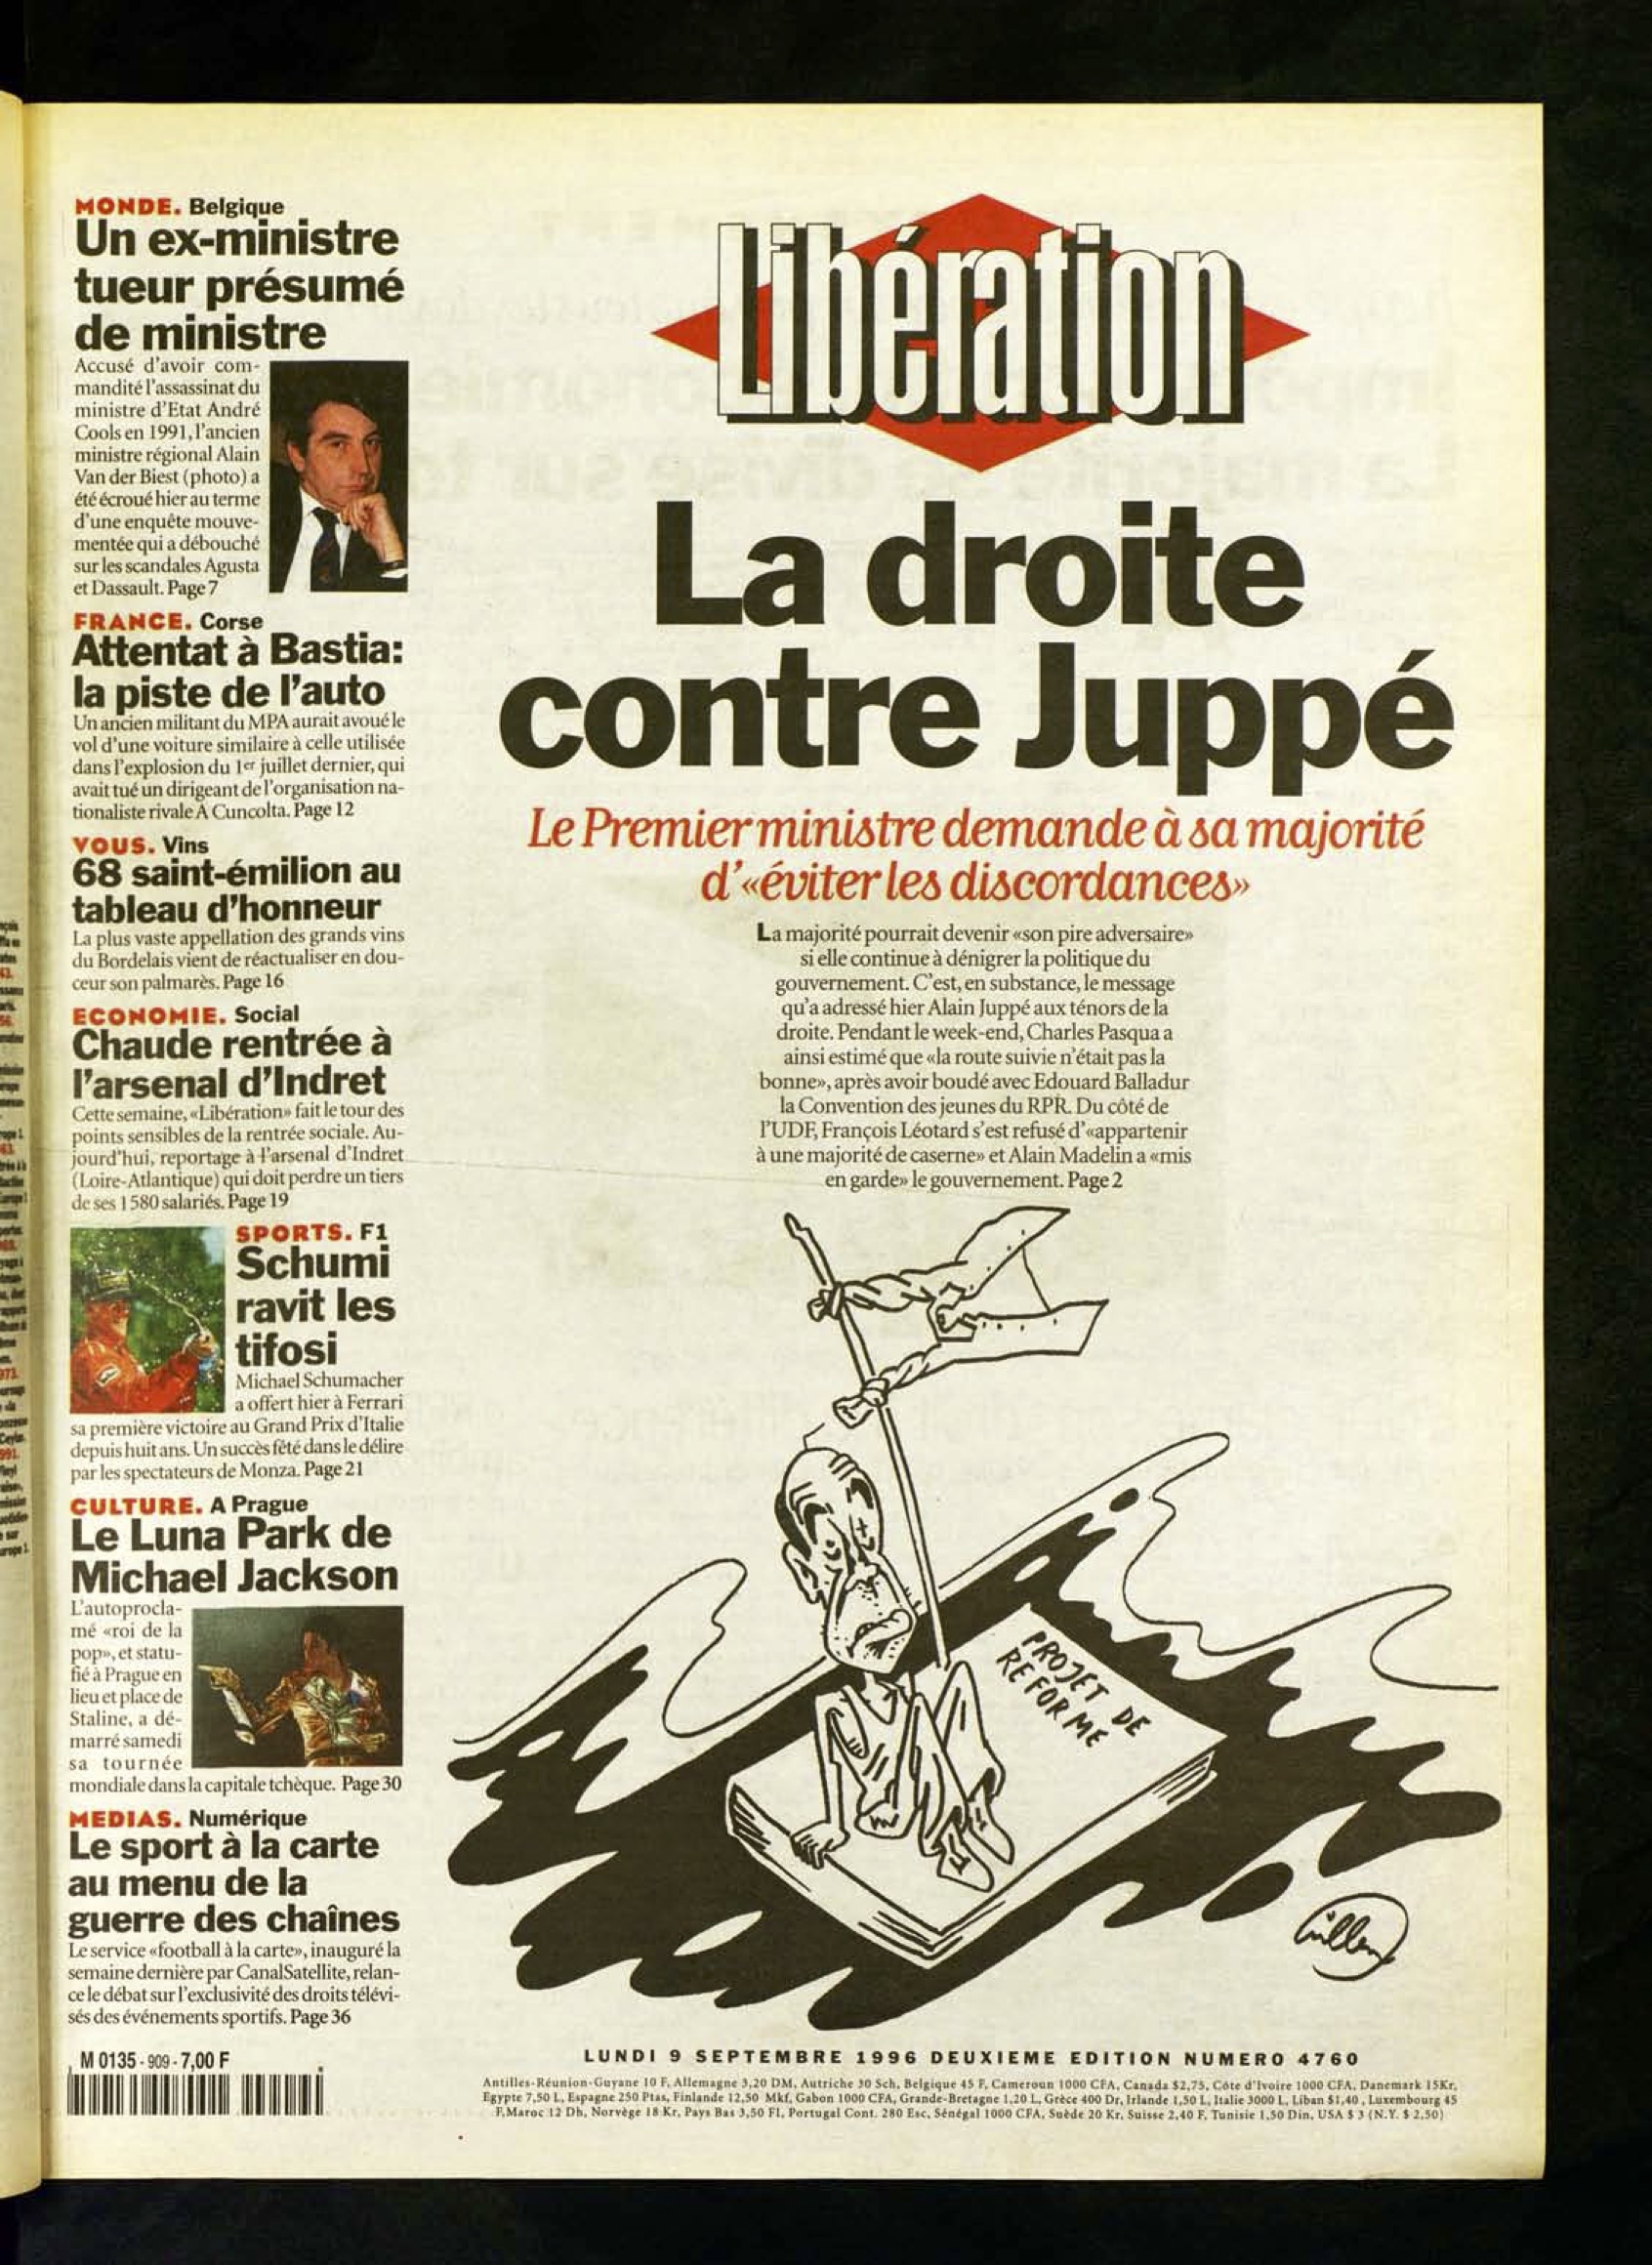 MONDE. Belgique
Un ex-ministre
tueur présumé
de ministre
Accusé d'avoir com-
mandité l'assassinat du
ministre d'Etat André
Cools en 1991, l'ancien
ministre régional Alain
Van der Biest (photo) a
été écroué hier au terme
d'une enquête mouve-
mentée qui a débouché
sur les scandales Agusta
et Dassault. Page 7
FRANCE. Corse
Attentat à Bastia:
la piste de l'auto
Un ancien militant du MPA aurait avoué le
vol d'une voiture similaire à celle utilisée
dans l'explosion du 1er juillet dernier, qui
avait tué un dirigeant de l'organisation na-
tionaliste rivale A Cuncolta. Page 12
VOUS. Vins
68 saint-émilion au
tableau d'honneur
La plus vaste appellation des grands vins
du Bordelais vient de réactualiser en dou-
ceur son palmarès. Page 16
ECONOMIE. Social
Chaude rentrée à
l'arsenal d'Indret
Cette semaine, «Libération» fait le tour des
points sensibles de la rentrée sociale. Au-
jourd'hui, reportage à l'arsenal d'Indret
(Loire-Atlantique) qui doit perdre un tiers
de ses 1 580 salariés. Page 19
SPORTS. F1
Schumi
ravit les
tifosi
Michael Schumacher
a offert hier à Ferrari
sa première victoire au Grand Prix d'Italie
depuis huit ans. Un succès fêté dans le délire
par les spectateurs de Monza. Page 21
CULTURE. A Prague
Le Luna Park de
Michael Jackson
L'autoprocla-
mé «roi de la
pop», et statu-
fié à Prague en
lieu et place de
Staline, a dé-
marré samedi
sa tournée
mondiale dans la capitale tchèque. Page 30
MEDIAS. Numérique
Le sport à la carte
au menu de la
guerre des chaînes
Le service «football à la carte», inauguré la
semaine dernière par CanalSatellite, relan-
ce le débat sur l'exclusivité des droits télévi-
sés des événements sportifs. Page 36
M 0135 - 909 - 7,00 F
Libération
La droite
contre Juppé
Le Premier ministre demande à sa majorité
d'«éviter les discordances»
La majorité pourrait devenir «son pire adversaire»
si elle continue à dénigrer la politique du
gouvernement. C'est, en substance, le message
qu'a adressé hier Alain Juppé aux ténors de la
droite. Pendant le week-end, Charles Pasqua a
ainsi estimé que «la route suivie n'était pas la
bonne», après avoir boudé avec Edouard Balladur
la Convention des jeunes du RPR. Du côté de
l'UDF, François Léotard s'est refusé d'«appartenir
à une majorité de caserne» et Alain Madelin a «mis
en garde» le gouvernement. Page 2
PROJET DE
REFORME
Willem
LUNDI 9 SEPTEMBRE 1996 DEUXIEME EDITION NUMERO 4760
Antilles-Réunion-Guyane 10 F, Allemagne 3,20 DM, Autriche 30 Sch, Belgique 45 F, Cameroun 1000 CFA, Canada $2,75, Côte d'Ivoire 1000 CFA, Danemark 15Kr,
Egypte 7,50 L, Espagne 250 Ptas, Finlande 12,50 Mkf, Gabon 1000 CFA, Grande-Bretagne 1,20 L, Grèce 400 Dr, Irlande 1,50 L, Italie 3000 L, Liban $1,40, Luxembourg 45
F, Maroc 12 Dh, Norvège 18 Kr, Pays Bas 3,50 Fl, Portugal Cont. 280 Esc, Sénégal 1000 CFA, Suède 20 Kr, Suisse 2,40 F, Tunisie 1,50 Din, USA $ 3 (N.Y. $ 2,50)